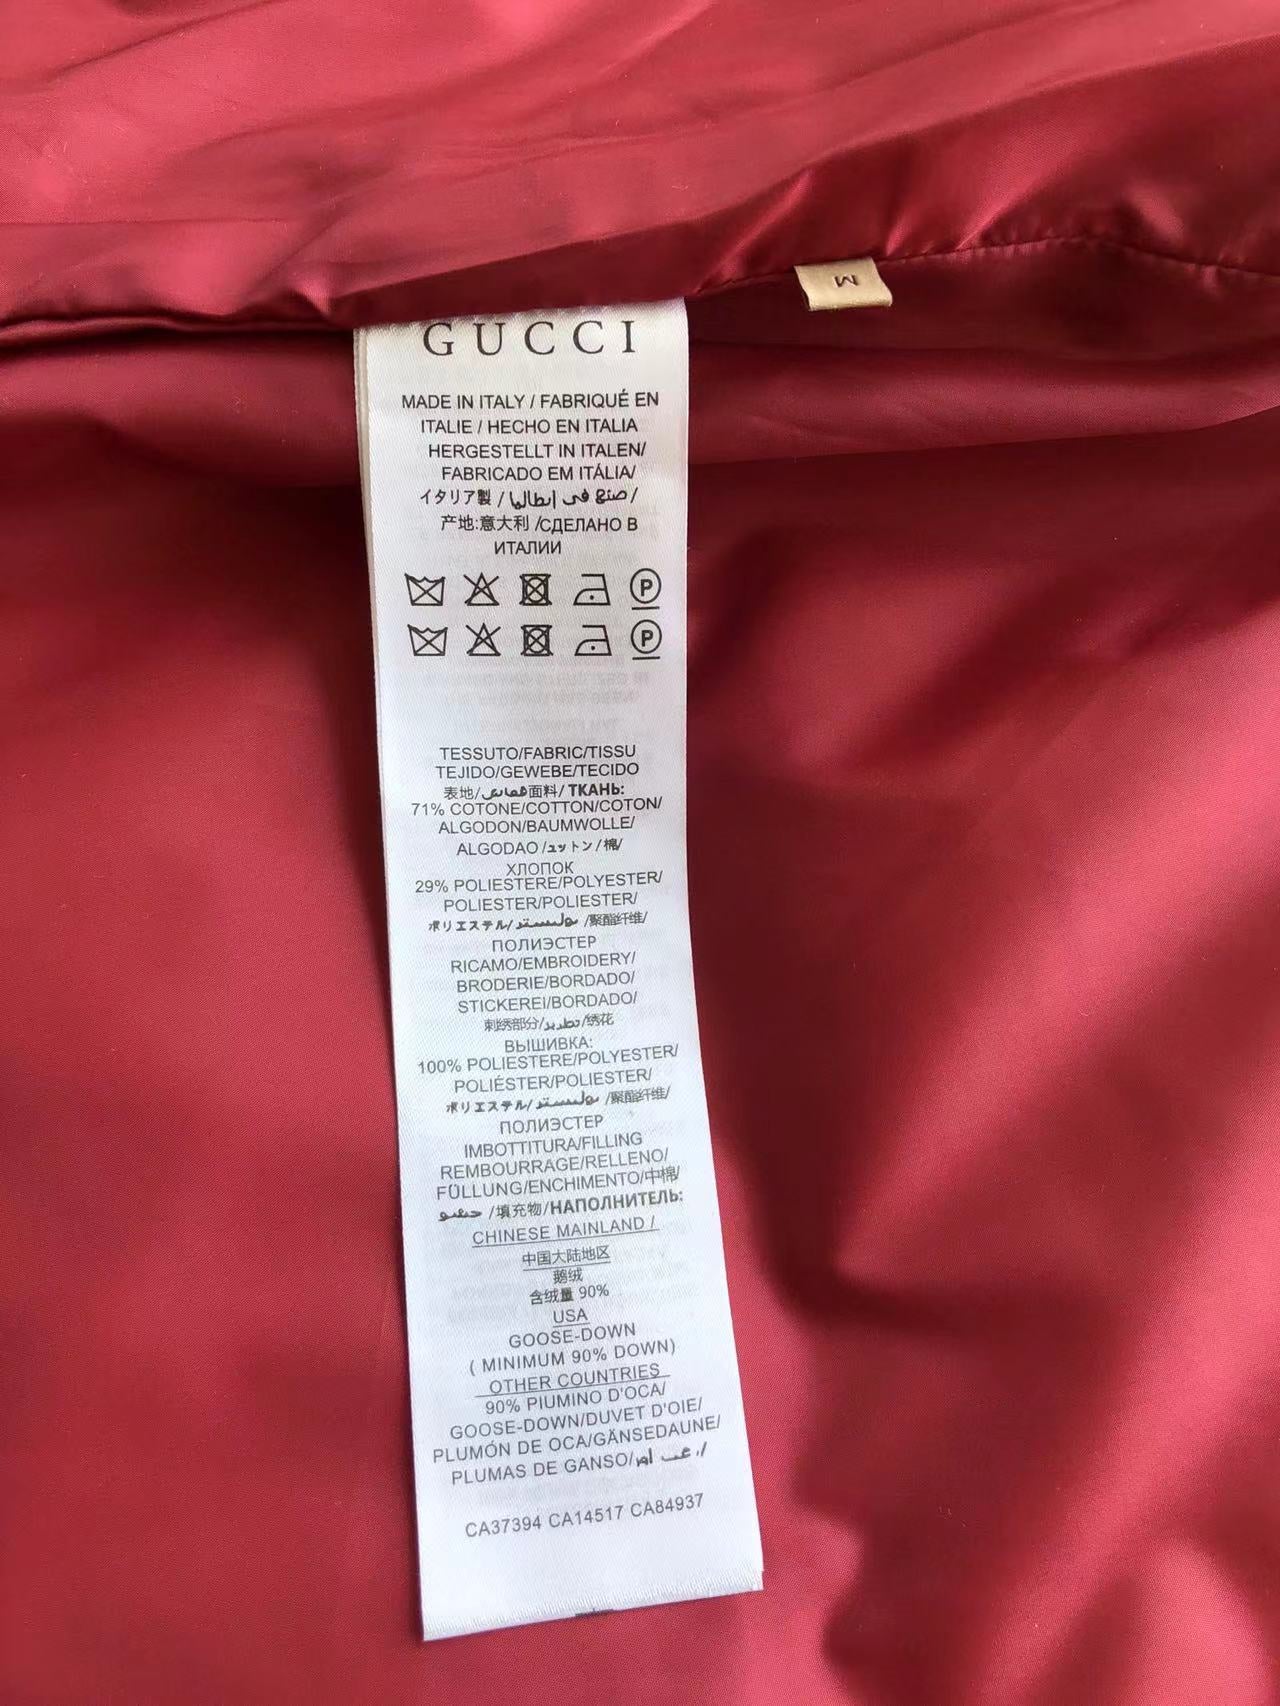 GUCCI
MADE IN ITALY / FABRIQUÉ EN
ITALIE / HECHO EN ITALIA
HERGESTELLT IN ITALEN/
FABRICADO EM ITÁLIA/
イタリア製 / صنع في إيطاليا /
产地:意大利 /СДЕЛАНО В
ИТАЛИИ
P
P
TESSUTO/FABRIC/TISSU
TEJIDO/GEWEBE/TECIDO
表地/ /面料/ ТКАНЬ:
71% COTONE/COTTON/COTON/
ALGODON/BAUMWOLLE/
ALGODAO /ュットン/棉/
ХЛОПОК
29% POLIESTERE/POLYESTER/
POLIESTER/POLIESTER/
ポリエステル/ /聚酯纤维/
ПОЛИЭСТЕР
RICAMO/EMBROIDERY/
BRODERIE/BORDADO/
STICKEREI/BORDADO/
刺绣部分/ /绣花
ВЫШИВКА:
100% POLIESTERE/POLYESTER/
POLIÉSTER/POLIESTER/
ポリエステル/ /聚酯纤维/
ПОЛИЭСТЕР
IMBOTTITURA/FILLING
REMBOURRAGE/RELLENO/
FÜLLUNG/ENCHIMENTO/中棉/
/填充物/НАПОЛНИТЕЛЬ:
CHINESE MAINLAND /
中国大陆地区
鹅绒
含绒量 90%
USA
GOOSE-DOWN
( MINIMUM 90% DOWN)
OTHER COUNTRIES
90% PIUMINO D'OCA/
GOOSE-DOWN/DUVET D'OIE/
PLUMÓN DE OCA/GÄNSEDAUNE/
PLUMAS DE GANSO/
CA37394 CA14517 CA84937
M